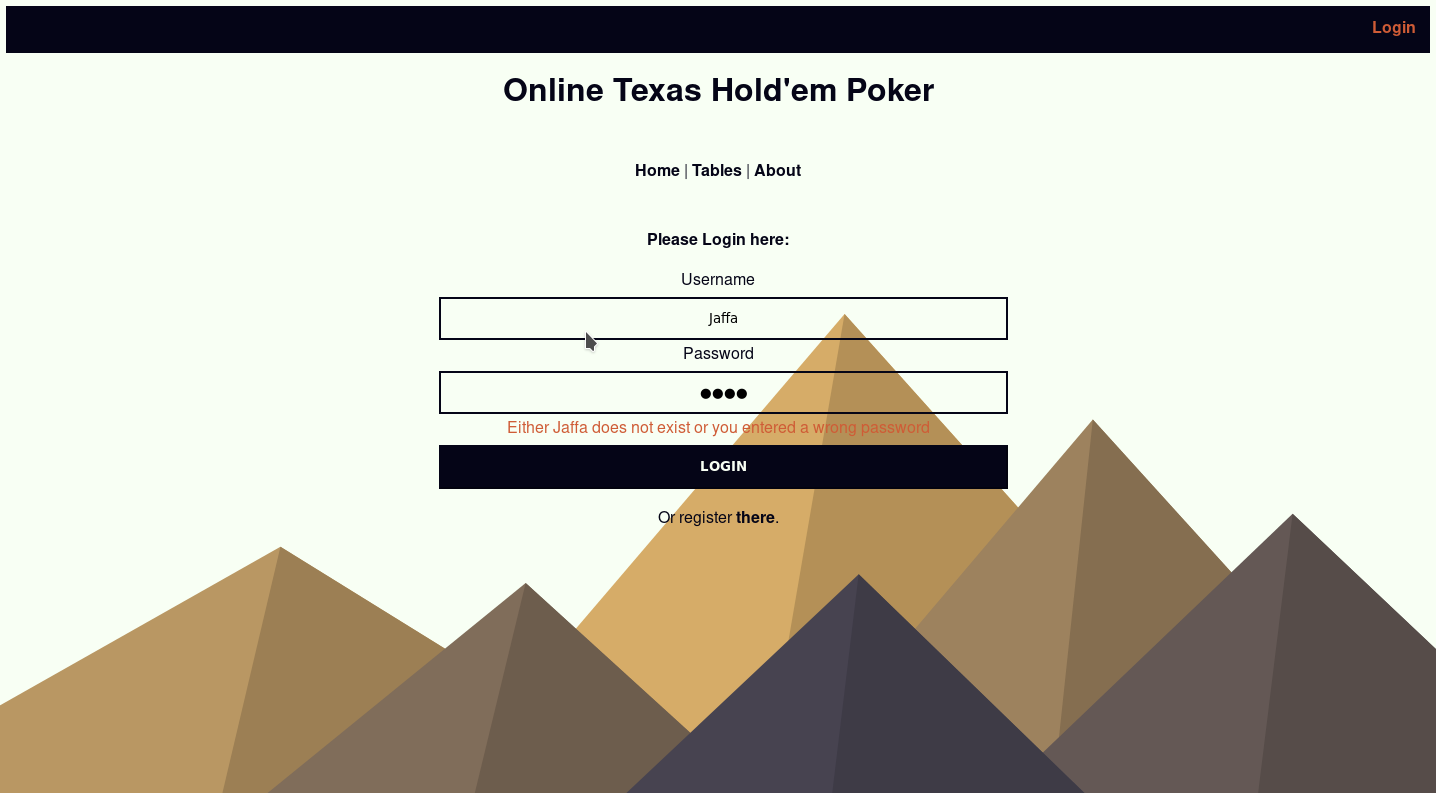 Login
Online Texas Hold'em Poker
Home | Tables | About
Please Login here:
Username
Jaffa
Password
●●●●
Either Jaffa does not exist or you entered a wrong password
LOGIN
Or register there.